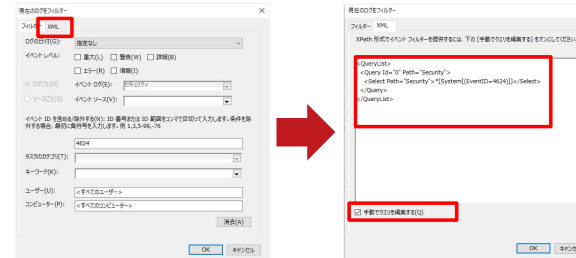 現在のログをフィルター
フィルター XML
ログの日付(G): 指定なし
イベント レベル: 重大(L) 警告(W) 詳細(B)
エラー(R) 情報(I)
ログごと(O) イベント ログ(E): セキュリティ
ソースごと(S) イベント ソース(V):
イベント ID を含める/除外する(N): ID 番号または ID 範囲をコンマで区切って入力します。条件を除
外する場合、最初に負符号を入力します。例 1,3,5-99,-76
4624
タスクのカテゴリ(T):
キーワード(K):
ユーザー(U): <すべてのユーザー>
コンピューター(P): <すべてのコンピューター>
消去(A)
OK キャンセル
現在のログをフィルター
フィルター XML
XPath 形式でイベント フィルターを提供するには、下の [手動でクエリを編集する] をオンにしてください
<QueryList>
<Query Id="0" Path="Security">
<Select Path="Security">*[System[(EventID=4624)]]</Select>
</Query>
</QueryList>
手動でクエリを編集する(Q)
OK キャンセ